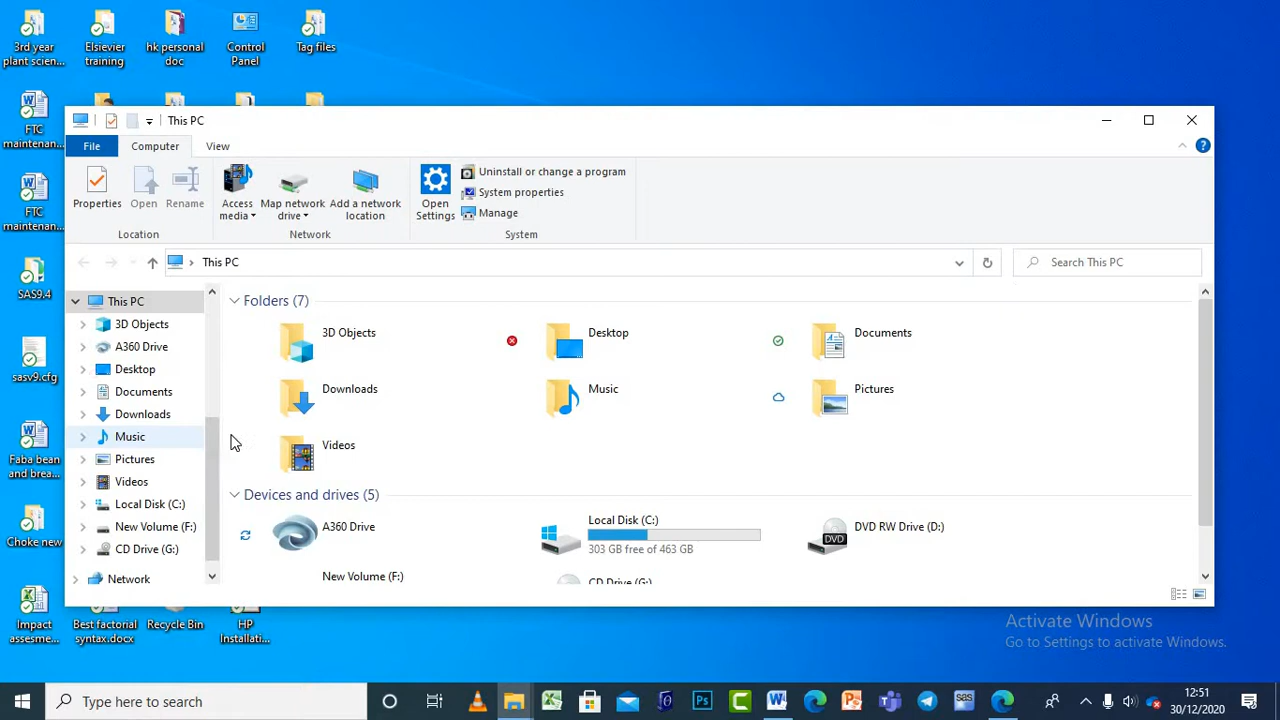 3rd year
plant scien...
Elsievier
training
hk personal
doc
Control
Panel
Tag files
FTC
maintenan...
FTC
maintenan...
SAS9.4
sasv9.cfg
Faba bean
and brea...
Choke new
Impact
assesme...
Best factorial
syntax.docx
Recycle Bin
HP
Installati...
This PC
File
Computer
View
Properties
Open
Rename
Location
Access
media
Map network
drive
Add a network
location
Network
Open
Settings
Uninstall or change a program
System properties
Manage
System
This PC
Search This PC
This PC
3D Objects
A360 Drive
Desktop
Documents
Downloads
Music
Pictures
Videos
Local Disk (C:)
New Volume (F:)
CD Drive (G:)
Network
Folders (7)
3D Objects
Desktop
Documents
Downloads
Music
Pictures
Videos
Devices and drives (5)
A360 Drive
Local Disk (C:)
303 GB free of 463 GB
DVD RW Drive (D:)
DVD
New Volume (F:)
CD Drive (G:)
Activate Windows
Go to Settings to activate Windows.
Type here to search
Ps
sas
12:51
30/12/2020